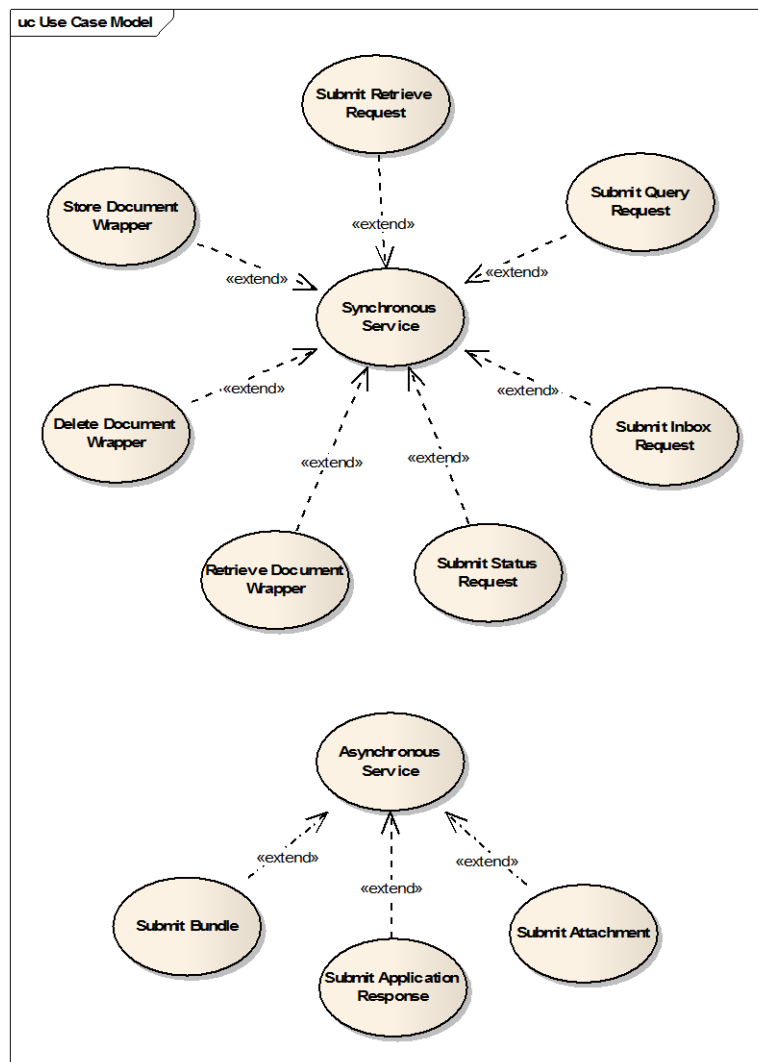 uc Use Case Model
Submit Retrieve
Request
Store Document
Wrapper
Submit Query
Request
«extend»
«extend»
«extend»
Synchronous
Service
«extend»
«extend»
Delete Document
Wrapper
Submit Inbox
Request
«extend»
«extend»
Retrieve Document
Wrapper
Submit Status
Request
Asynchronous
Service
«extend»
«extend»
«extend»
Submit Bundle
Submit Application
Response
Submit Attachment